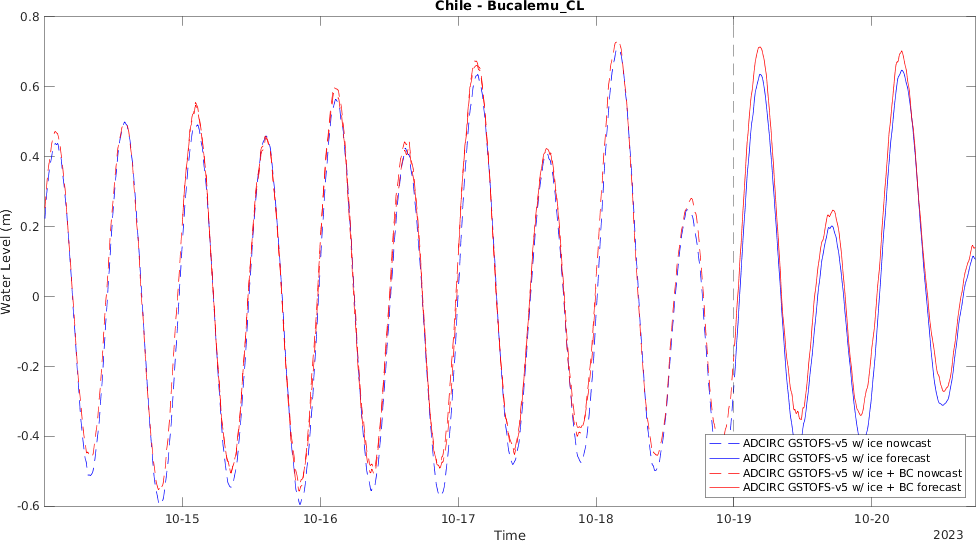 Chile - Bucalemu_CL
0.8
0.6
0.4
0.2
0
-0.2
-0.4
-0.6
Water Level (m)
ADCIRC GSTOFS-v5 w/ ice nowcast
ADCIRC GSTOFS-v5 w/ ice forecast
ADCIRC GSTOFS-v5 w/ ice + BC nowcast
ADCIRC GSTOFS-v5 w/ ice + BC forecast
10-15 10-16 10-17 10-18 10-19 10-20
Time
2023